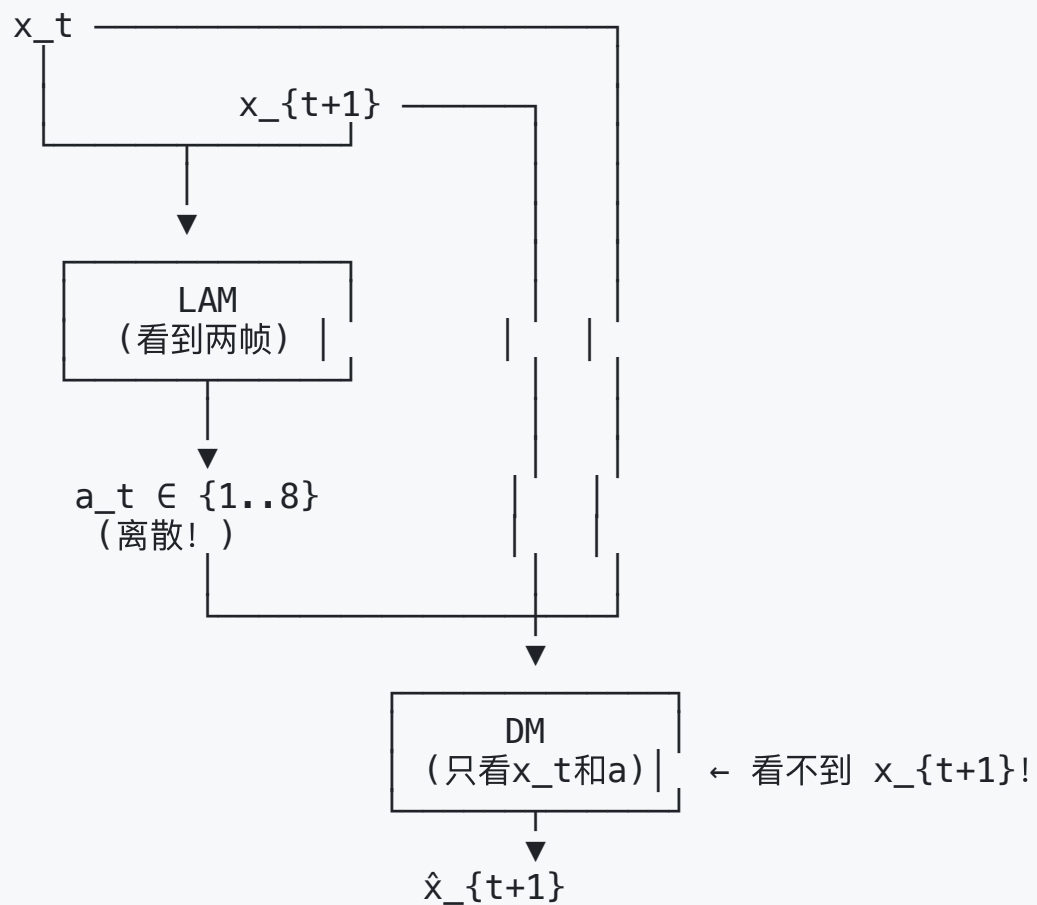 x_t
x_{t+1}
LAM
(看到两帧)
a_t ∈ {1..8}
(离散! )
DM
(只看x_t和a) ← 看不到 x_{t+1}!
x̂_{t+1}